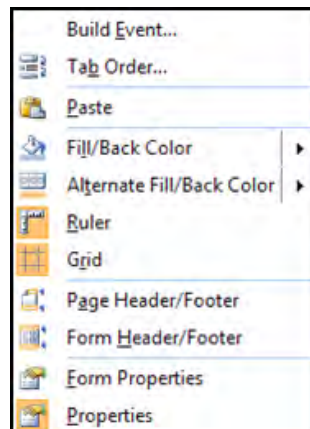 Build Event...
Tab Order...
Paste
Fill/Back Color
Alternate Fill/Back Color
Ruler
Grid
Page Header/Footer
Form Header/Footer
Form Properties
Properties